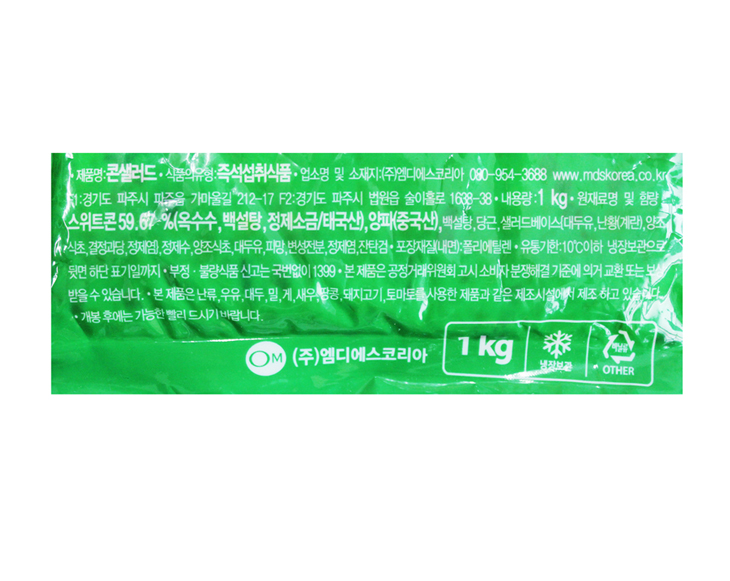 • 제품명:콘샐러드 • 식품의유형:즉석섭취식품 • 업소명 및 소재지:(주)엠디에스코리아 080-954-3688 www.mdskorea.co.kr
F1:경기도 파주시 파주읍 가마울길 212-17 F2:경기도 파주시 법원읍 술이홀로 1638-38 • 내용량:1 kg • 원재료명 및 함량
스위트콘 59.67 %(옥수수, 백설탕, 정제소금/태국산), 양파(중국산), 백설탕, 당근, 샐러드베이스(대두유, 난황(계란), 양조
식초, 결정과당, 정제염), 정제수, 양조식초, 대두유, 피망, 변성전분, 정제염, 잔탄검 • 포장재질(내면):폴리에틸렌 • 유통기한:10℃이하 냉장보관으로
뒷면 하단 표기일까지 • 부정 · 불량식품 신고는 국번없이 1399 • 본 제품은 공정거래위원회 고시 소비자 분쟁해결 기준에 의거 교환 또는 보상
받을 수 있습니다. • 본 제품은 난류, 우유, 대두, 밀, 게, 새우, 땅콩, 돼지고기, 토마토를 사용한 제품과 같은 제조시설에서 제조 하고 있습니다.
• 개봉 후에는 가능한 빨리 드시기 바랍니다.
OM (주)엠디에스코리아 1 kg 냉장보관 비닐류 OTHER